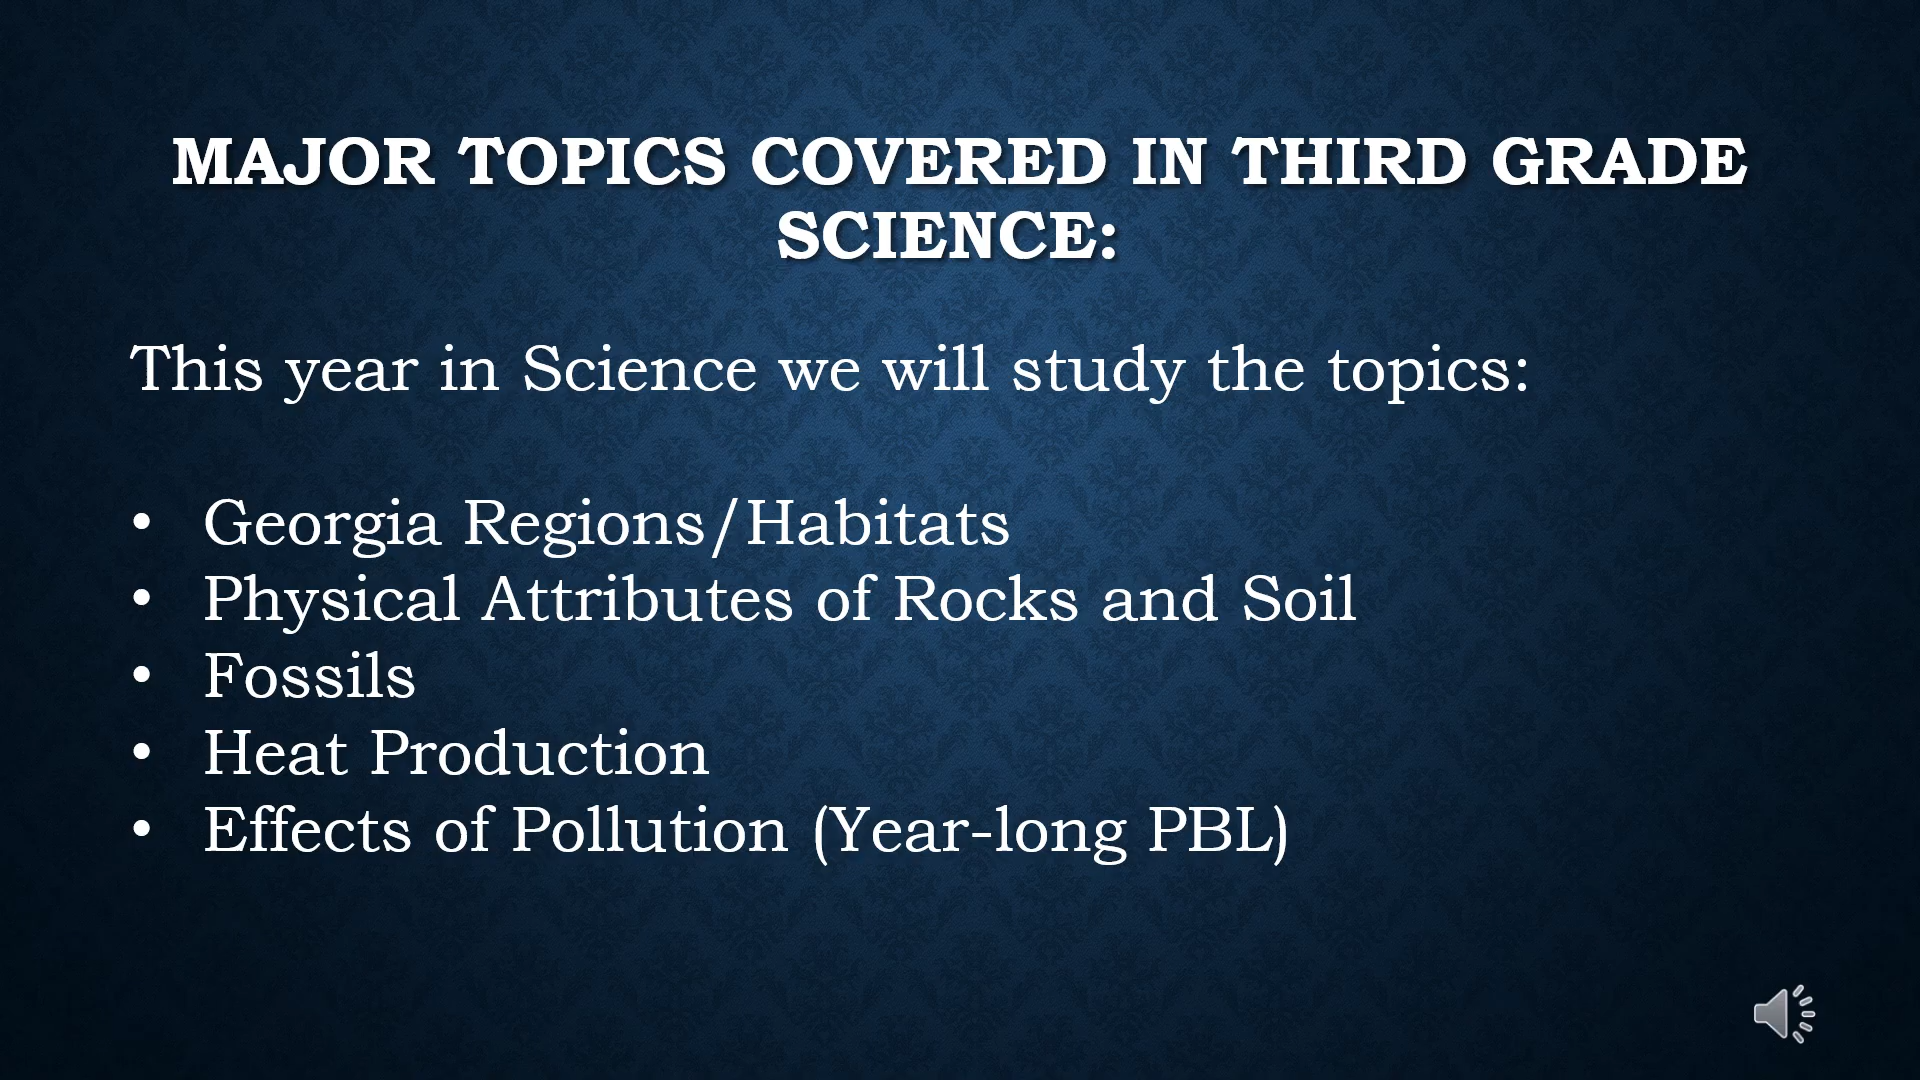 MAJOR TOPICS COVERED IN THIRD GRADE
SCIENCE:
This year in Science we will study the topics:
• Georgia Regions/Habitats
• Physical Attributes of Rocks and Soil
• Fossils
• Heat Production
• Effects of Pollution (Year-long PBL)